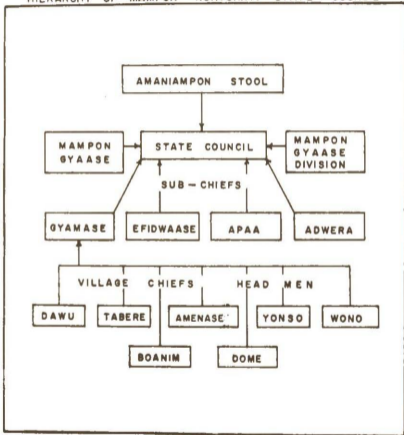 AMANIAMPON STOOL
MAMPON GYAASE
STATE COUNCIL
MAMPON GYAASE DIVISION
SUB-CHIEFS
GYAMASE
EFIDWAASE
APAA
ADWERA
VILLAGE CHIEFS
HEAD MEN
DAWU
TABERE
AMENASE
YONSO
WONO
BOANIM
DOME